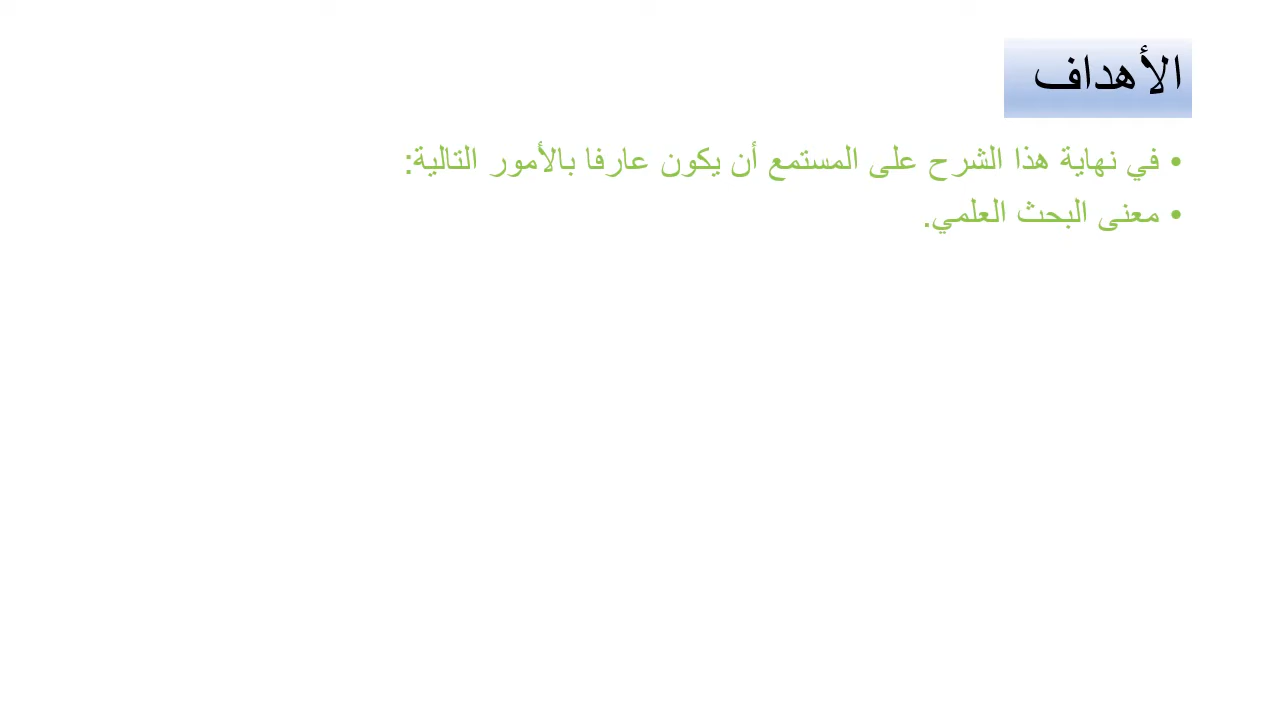 الأهداف
• في نهاية هذا الشرح على المستمع أن يكون عارفا بالأمور التالية:
• معنى البحث العلمي.